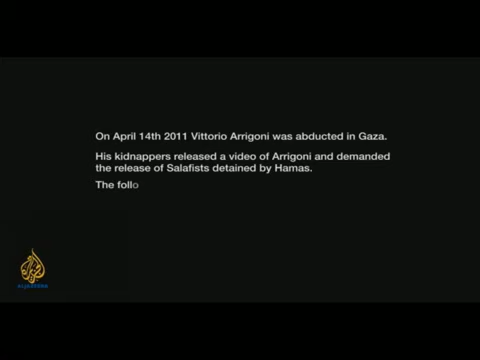 On April 14th 2011 Vittorio Arrigoni was abducted in Gaza.
His kidnappers released a video of Arrigoni and demanded
the release of Salafists detained by Hamas.
The follo
ALJAZEERA